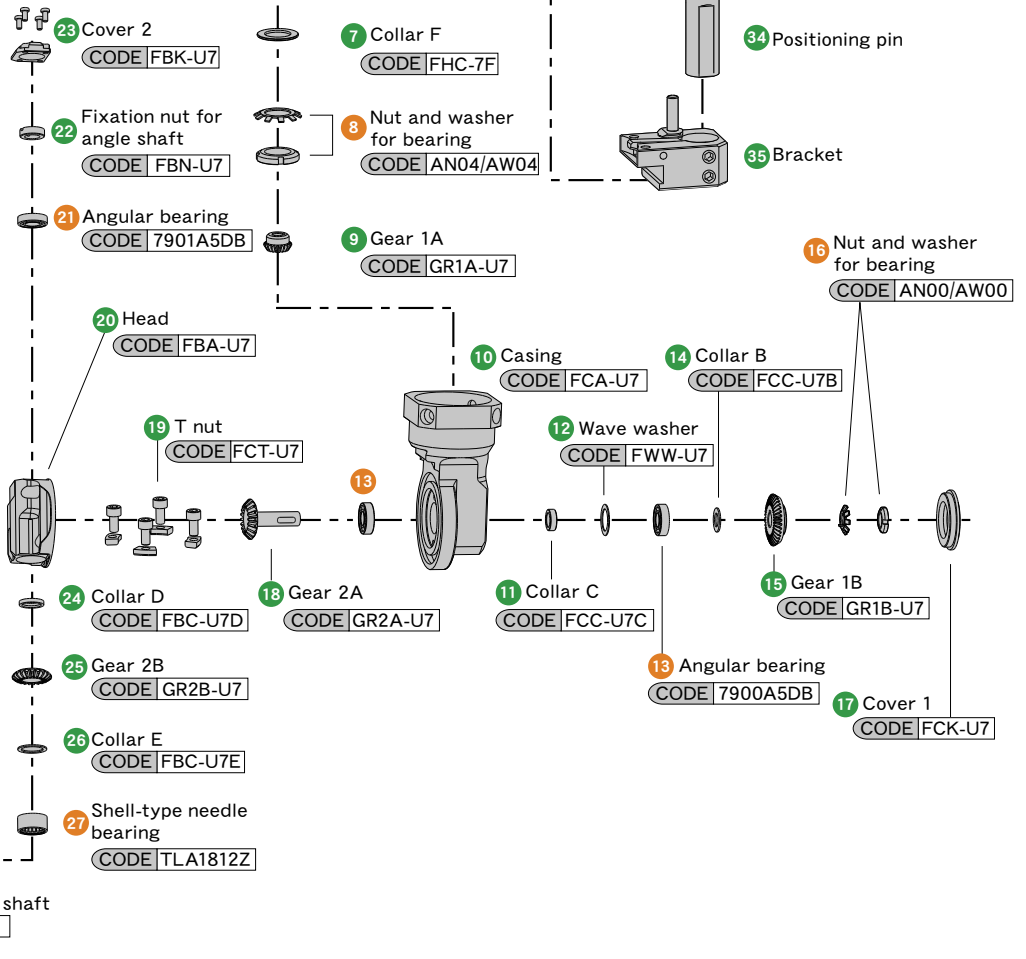 23 Cover 2
CODE FBK-U7
22 Fixation nut for
angle shaft
CODE FBN-U7
21 Angular bearing
CODE 7901A5DB
20 Head
CODE FBA-U7
19 T nut
CODE FCT-U7
7 Collar F
CODE FHC-7F
8 Nut and washer
for bearing
CODE AN04/AW04
9 Gear 1A
CODE GR1A-U7
34 Positioning pin
35 Bracket
16 Nut and washer
for bearing
CODE AN00/AW00
10 Casing
CODE FCA-U7
14 Collar B
CODE FCC-U7B
12 Wave washer
CODE FWW-U7
13
18 Gear 2A
CODE GR2A-U7
11 Collar C
CODE FCC-U7C
15 Gear 1B
CODE GR1B-U7
13 Angular bearing
CODE 7900A5DB
17 Cover 1
CODE FCK-U7
24 Collar D
CODE FBC-U7D
25 Gear 2B
CODE GR2B-U7
26 Collar E
CODE FBC-U7E
27 Shell-type needle
bearing
CODE TLA1812Z
shaft